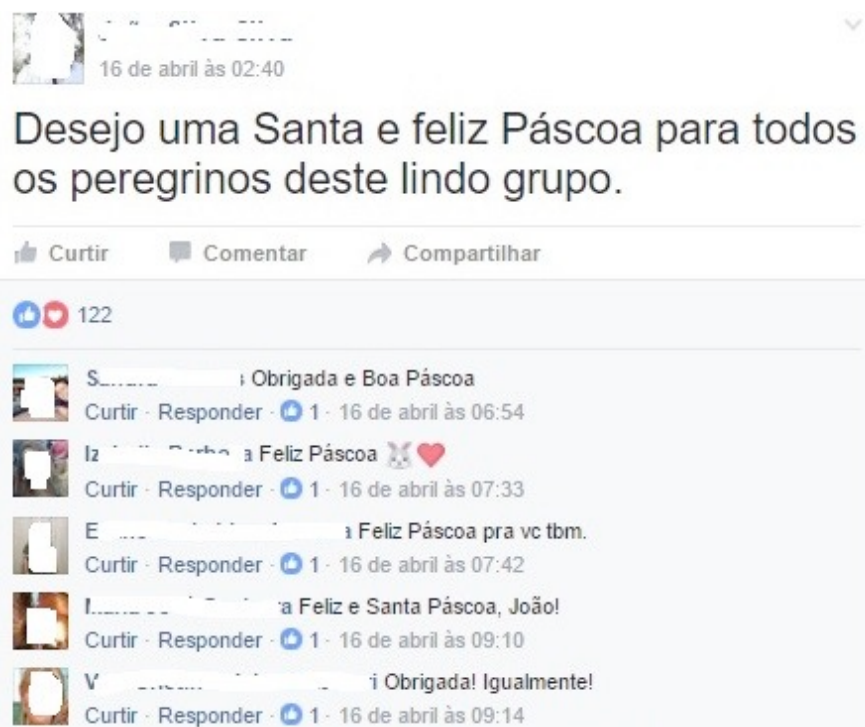 16 de abril às 02:40
Desejo uma Santa e feliz Páscoa para todos
os peregrinos deste lindo grupo.
Curtir Comentar Compartilhar
122
Obrigada e Boa Páscoa
Curtir · Responder · 1 · 16 de abril às 06:54
Feliz Páscoa
Curtir · Responder · 1 · 16 de abril às 07:33
Feliz Páscoa pra vc tbm.
Curtir · Responder · 1 · 16 de abril às 07:42
Feliz e Santa Páscoa, João!
Curtir · Responder · 1 · 16 de abril às 09:10
Obrigada! Igualmente!
Curtir · Responder · 1 · 16 de abril às 09:14